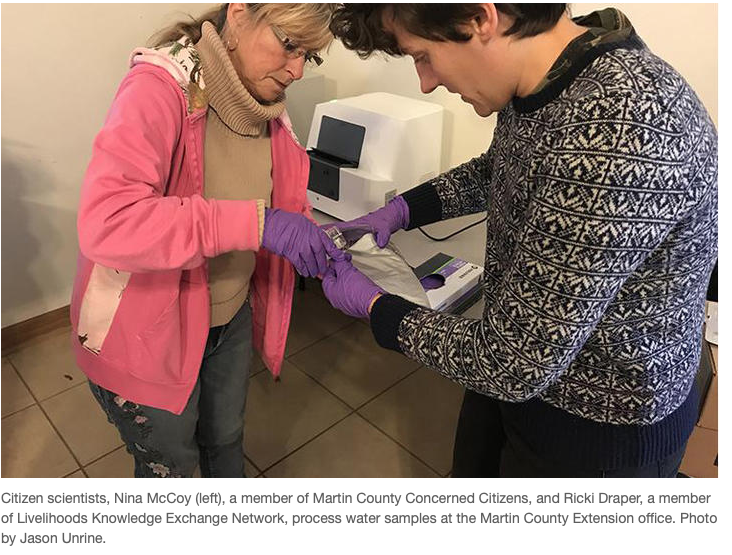 Citizen scientists, Nina McCoy (left), a member of Martin County Concerned Citizens, and Ricki Draper, a member
of Livelihoods Knowledge Exchange Network, process water samples at the Martin County Extension office. Photo
by Jason Unrine.